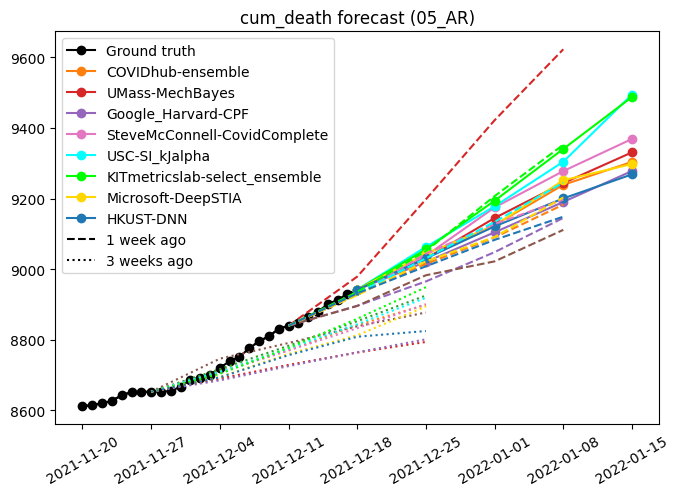 cum_death forecast (05_AR)
9600
9400
9200
9000
8800
8600
Ground truth
COVIDhub-ensemble
UMass-MechBayes
Google_Harvard-CPF
SteveMcConnell-CovidComplete
USC-SI_kJalpha
KITmetricslab-select_ensemble
Microsoft-DeepSTIA
HKUST-DNN
1 week ago
3 weeks ago
2021-11-20
2021-11-27
2021-12-04
2021-12-11
2021-12-18
2021-12-25
2022-01-01
2022-01-08
2022-01-15